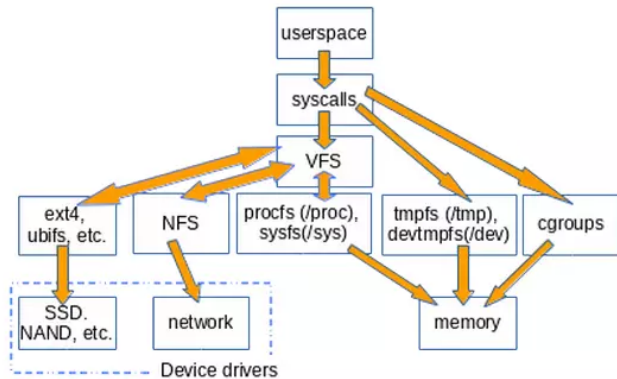 userspace
syscalls
VFS
ext4,
ubifs, etc.
NFS
procfs (/proc),
sysfs(/sys)
tmpfs (/tmp),
devtmpfs(/dev)
cgroups
SSD.
NAND, etc.
network
memory
Device drivers